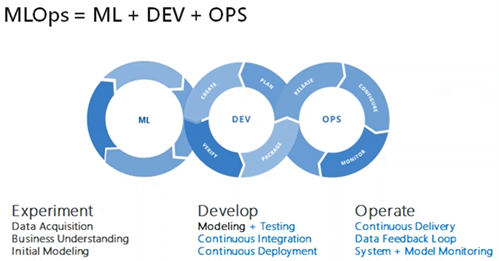 MLOps = ML + DEV + OPS
ML
DEV
OPS
CREATE
PLAN
VERIFY
PACKAGE
RELEASE
CONFIGURE
MONITOR
Experiment
Data Acquisition
Business Understanding
Initial Modeling
Develop
Modeling + Testing
Continuous Integration
Continuous Deployment
Operate
Continuous Delivery
Data Feedback Loop
System + Model Monitoring